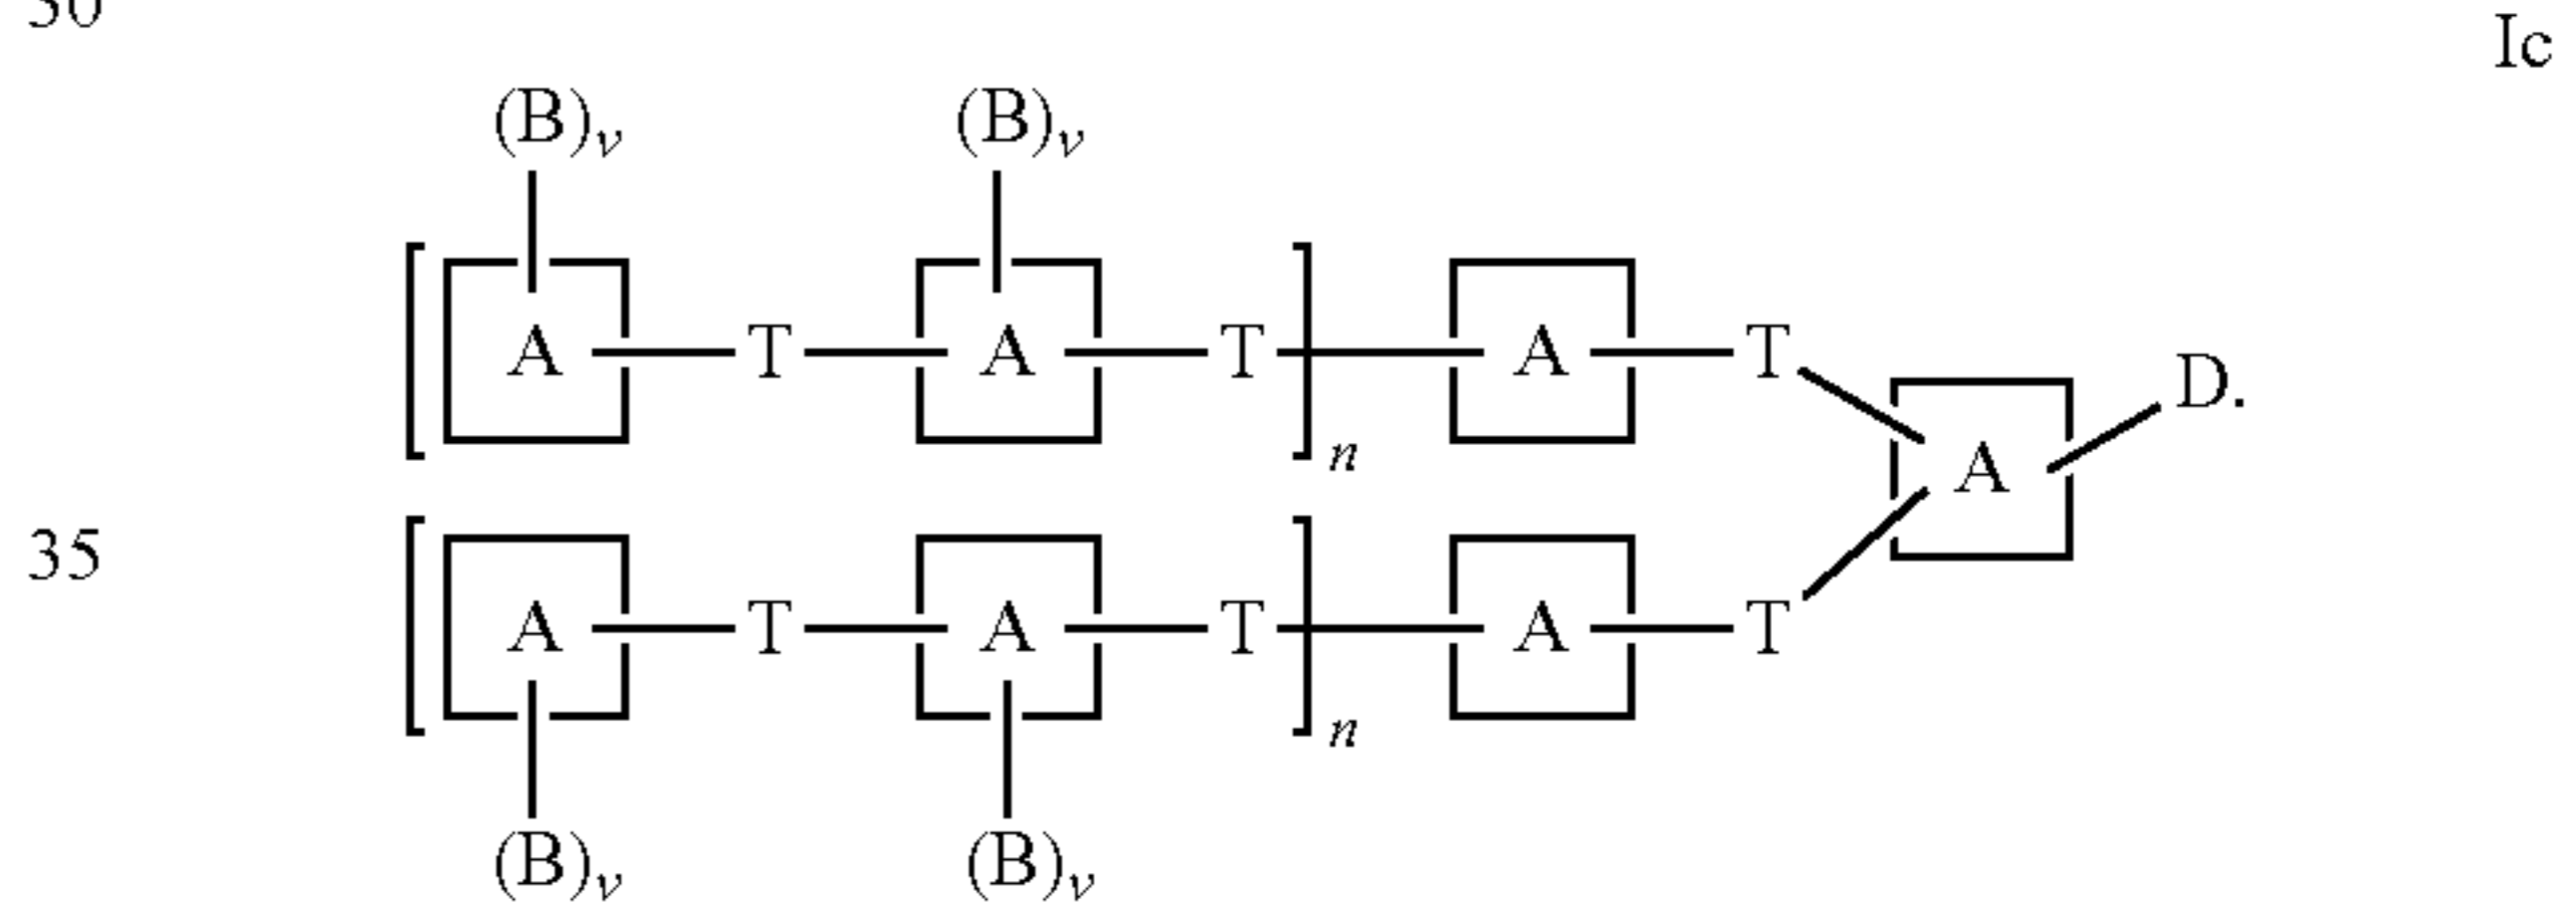 30
Ic
(B)v (B)v
A T A T n A T
A D.
35
A T A T n A T
(B)v (B)v